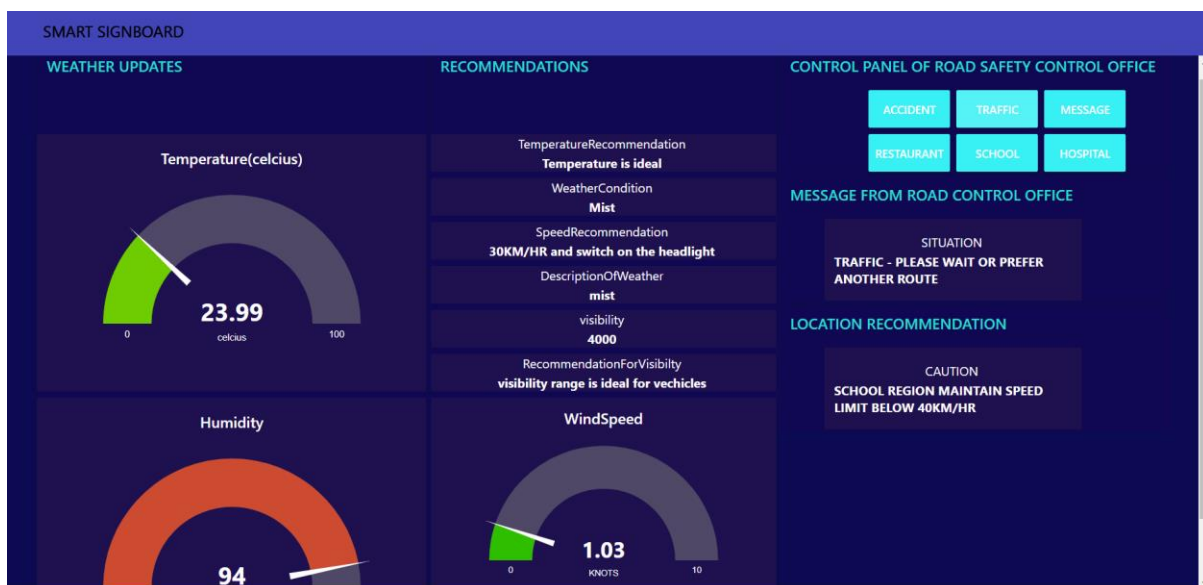 SMART SIGNBOARD
WEATHER UPDATES
Temperature(celcius)
23.99
celcius
0
100
Humidity
94
RECOMMENDATIONS
TemperatureRecommendation
Temperature is ideal
WeatherCondition
Mist
SpeedRecommendation
30KM/HR and switch on the headlight
DescriptionOfWeather
mist
visibility
4000
RecommendationForVisibilty
visibility range is ideal for vechicles
WindSpeed
1.03
KNOTS
0
10
CONTROL PANEL OF ROAD SAFETY CONTROL OFFICE
ACCIDENT TRAFFIC MESSAGE
RESTAURANT SCHOOL HOSPITAL
MESSAGE FROM ROAD CONTROL OFFICE
SITUATION
TRAFFIC - PLEASE WAIT OR PREFER
ANOTHER ROUTE
LOCATION RECOMMENDATION
CAUTION
SCHOOL REGION MAINTAIN SPEED
LIMIT BELOW 40KM/HR